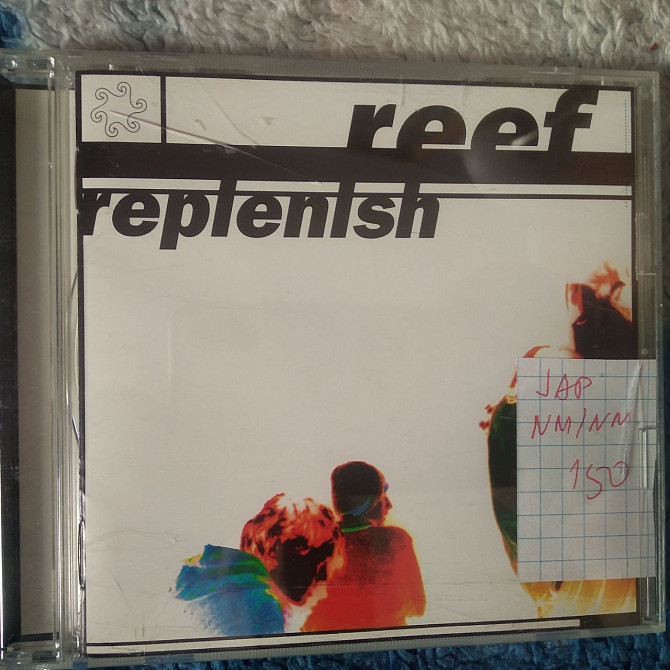 reef
replenish
JAP
NM/NM
150